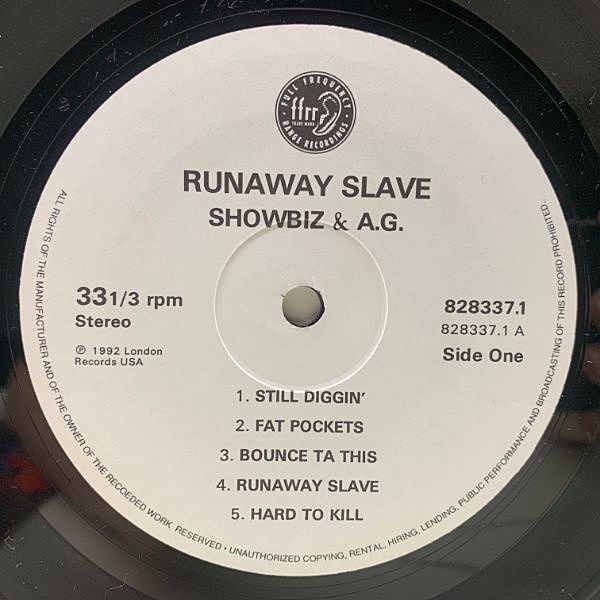 FULL FREQUENCY
ffrr
TRADE MARK
RANGE RECORDINGS
RUNAWAY SLAVE
SHOWBIZ & A.G.
331/3 rpm
Stereo
℗ 1992 London
Records USA
828337.1
828337.1 A
Side One
1. STILL DIGGIN'
2. FAT POCKETS
3. BOUNCE TA THIS
4. RUNAWAY SLAVE
5. HARD TO KILL
ALL RIGHTS OF THE MANUFACTURER AND OF THE OWNER OF THE RECOEDED WORK RESERVED • UNAUTHORIZED COPYING, RENTAL, HIRING, LENDING, PUBLIC PERFORMANCE AND BROADCASTING OF THIS RECORD PROHIBITED.